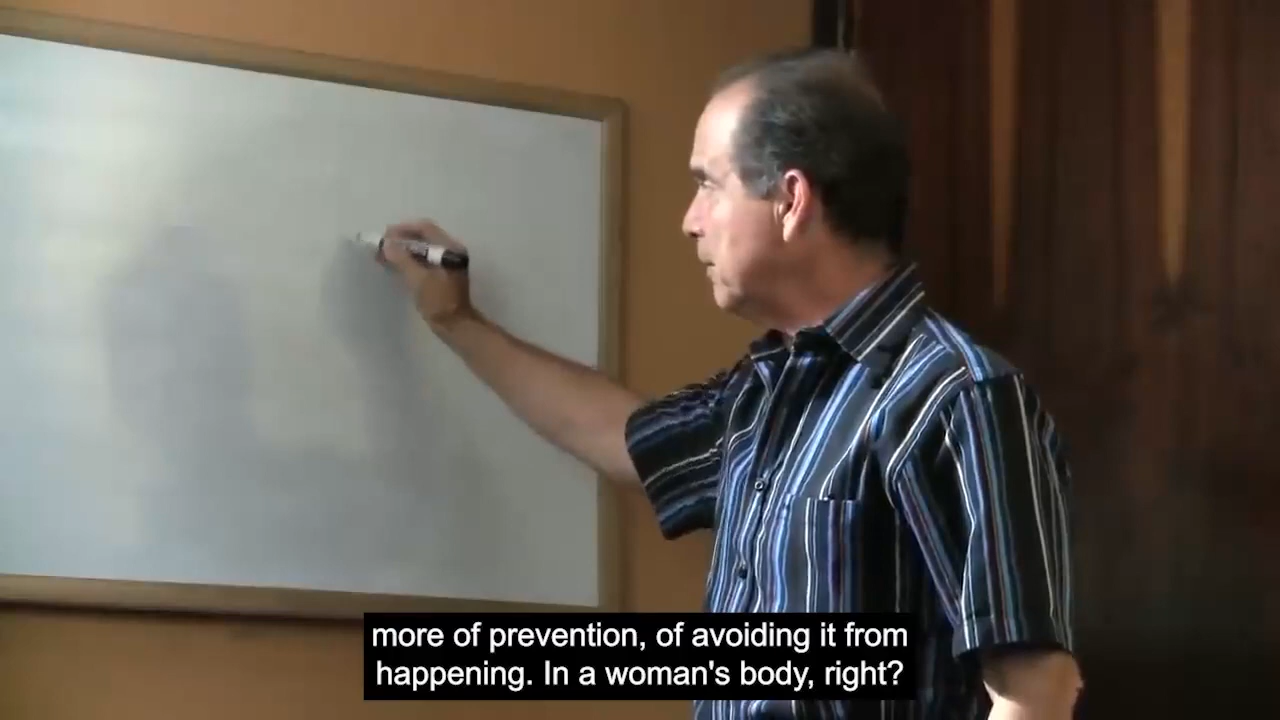 more of prevention, of avoiding it from
happening. In a woman's body, right?